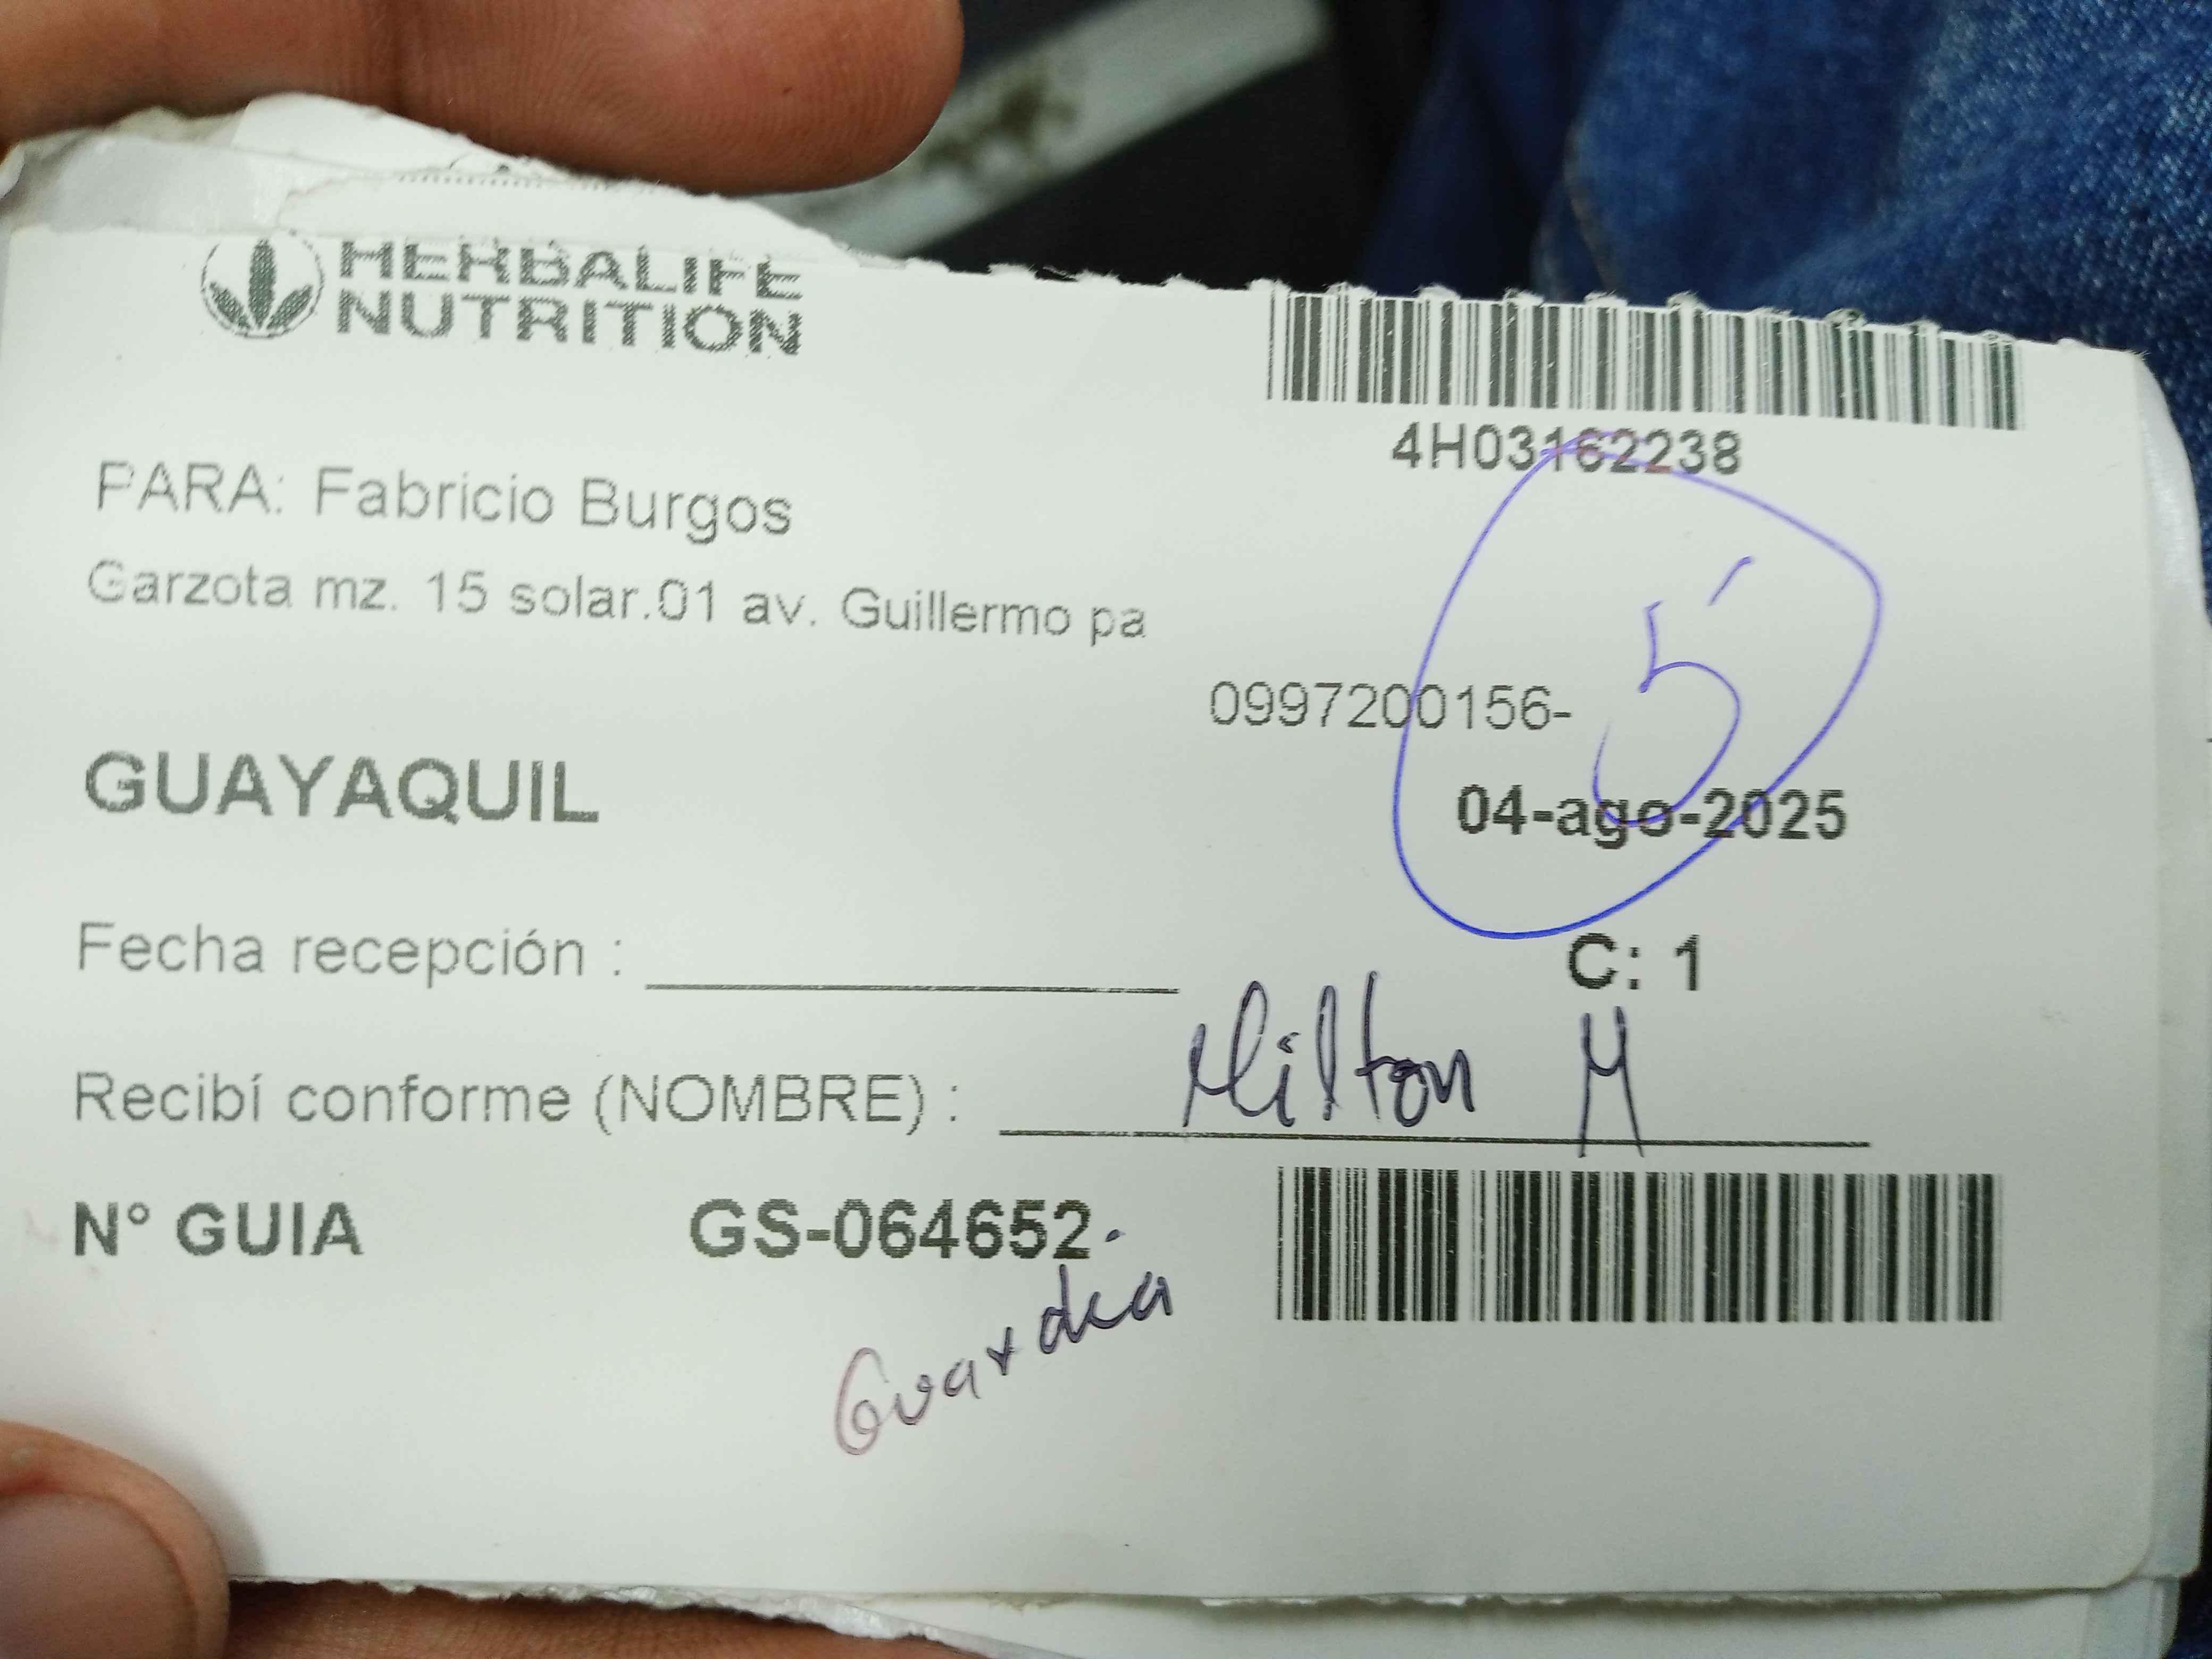 HERBALIFE
NUTRITION
4H03162238
PARA: Fabricio Burgos
Garzota mz. 15 solar.01 av. Guillermo pa
0997200156-
5
GUAYAQUIL
04-ago-2025
Fecha recepción :
C: 1
Recibí conforme (NOMBRE) : Milton M
N° GUIA GS-064652
Guardia